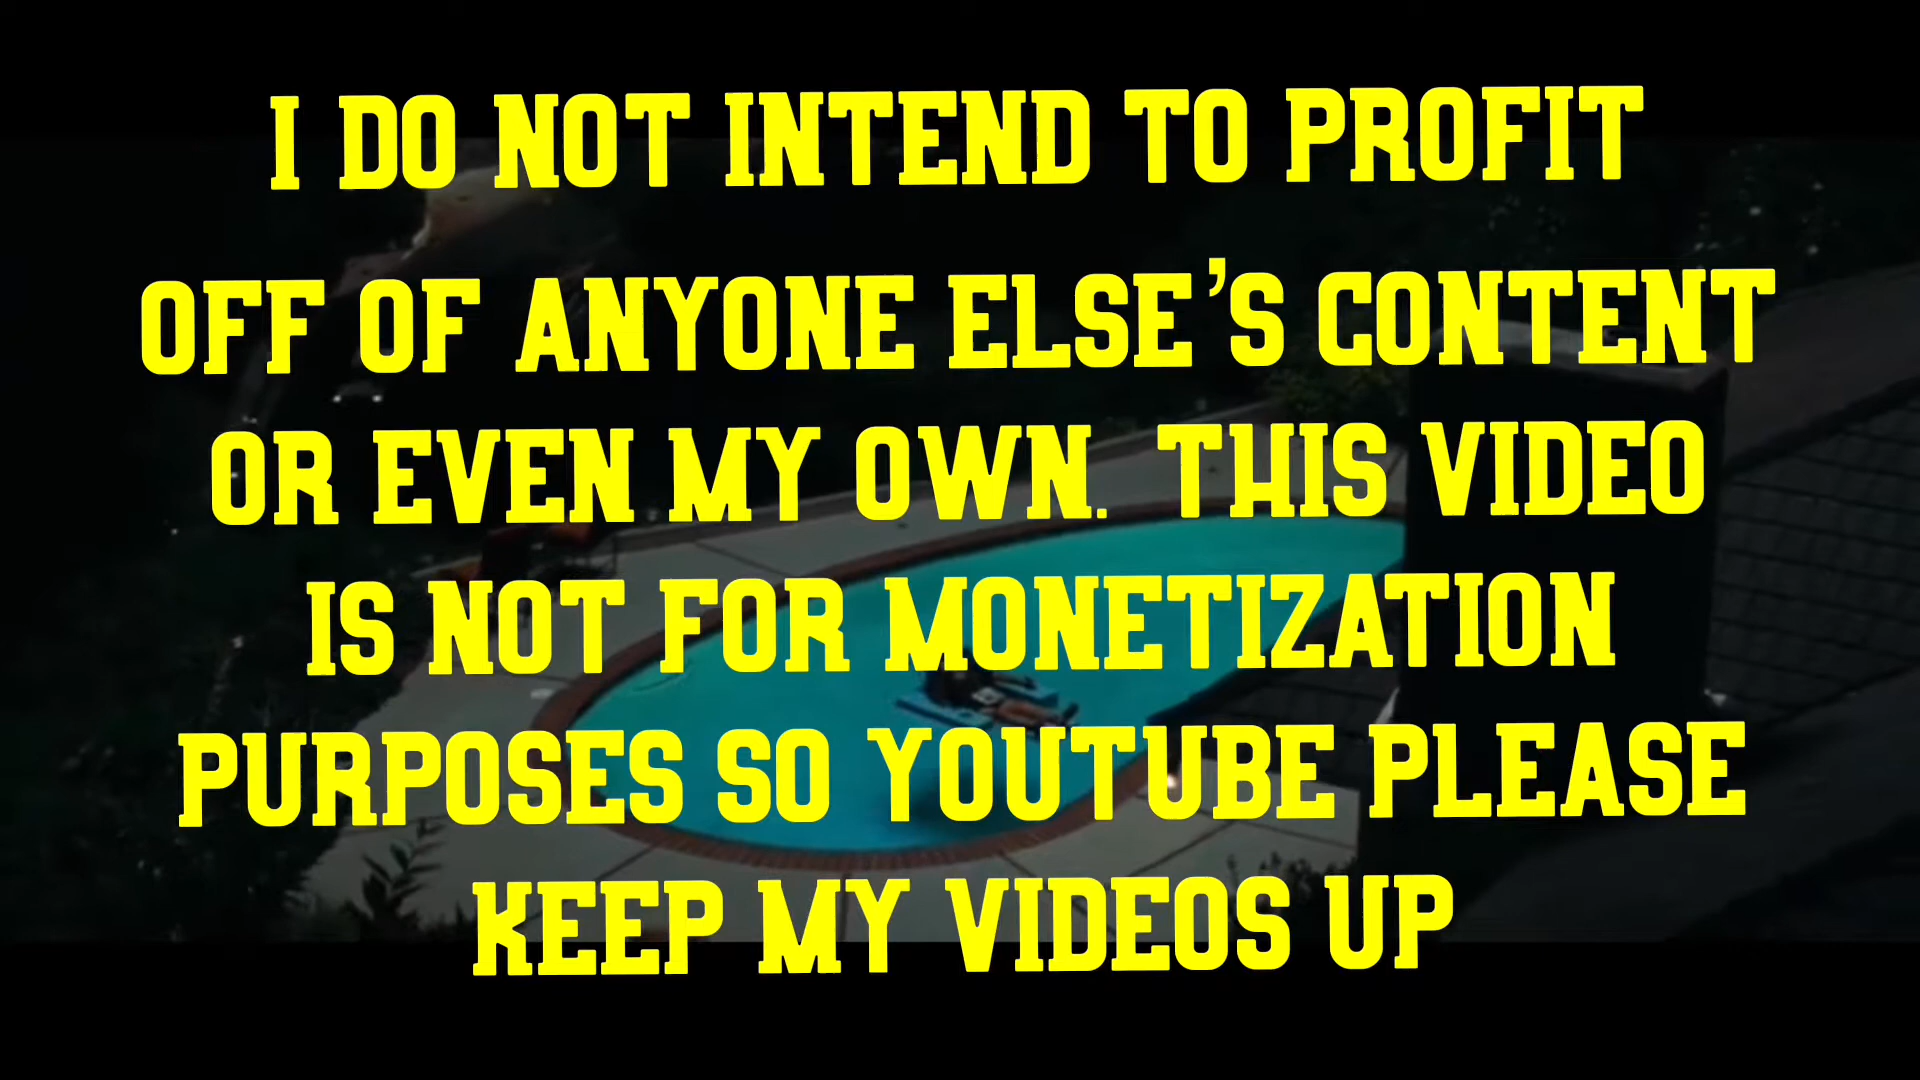 I DO NOT INTEND TO PROFIT
OFF OF ANYONE ELSE'S CONTENT
OR EVEN MY OWN. THIS VIDEO
IS NOT FOR MONETIZATION
PURPOSES SO YOUTUBE PLEASE
KEEP MY VIDEOS UP